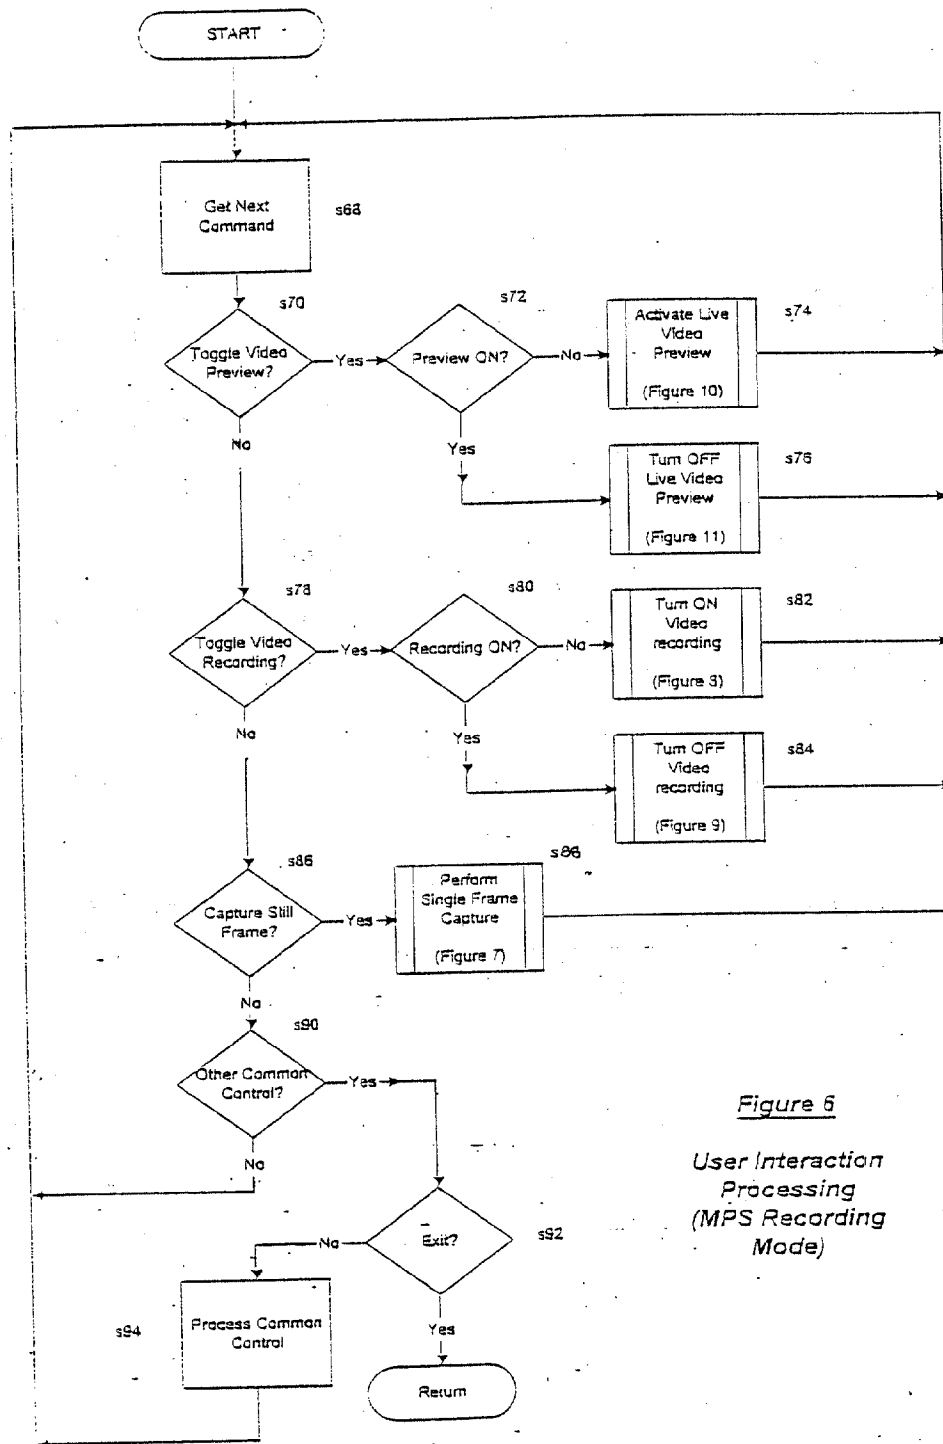 START
Get Next
Command
s68
s70
Toggle Video
Preview?
Yes
s72
Preview ON?
No
Activate Live
Video
Preview
(Figure 10)
s74
No
Yes
Turn OFF
Live Video
Preview
(Figure 11)
s76
s78
Toggle Video
Recording?
Yes
s80
Recording ON?
No
Turn ON
Video
recording
(Figure 8)
s82
No
Yes
Turn OFF
Video
recording
(Figure 9)
s84
s86
Capture Still
Frame?
Yes
Perform
Single Frame
Capture
(Figure 7)
s86
No
s90
Other Common
Control?
Yes
No
Exit?
s92
No
Process Common
Control
s94
Yes
Return
Figure 6
User Interaction
Processing
(MPS Recording
Mode)